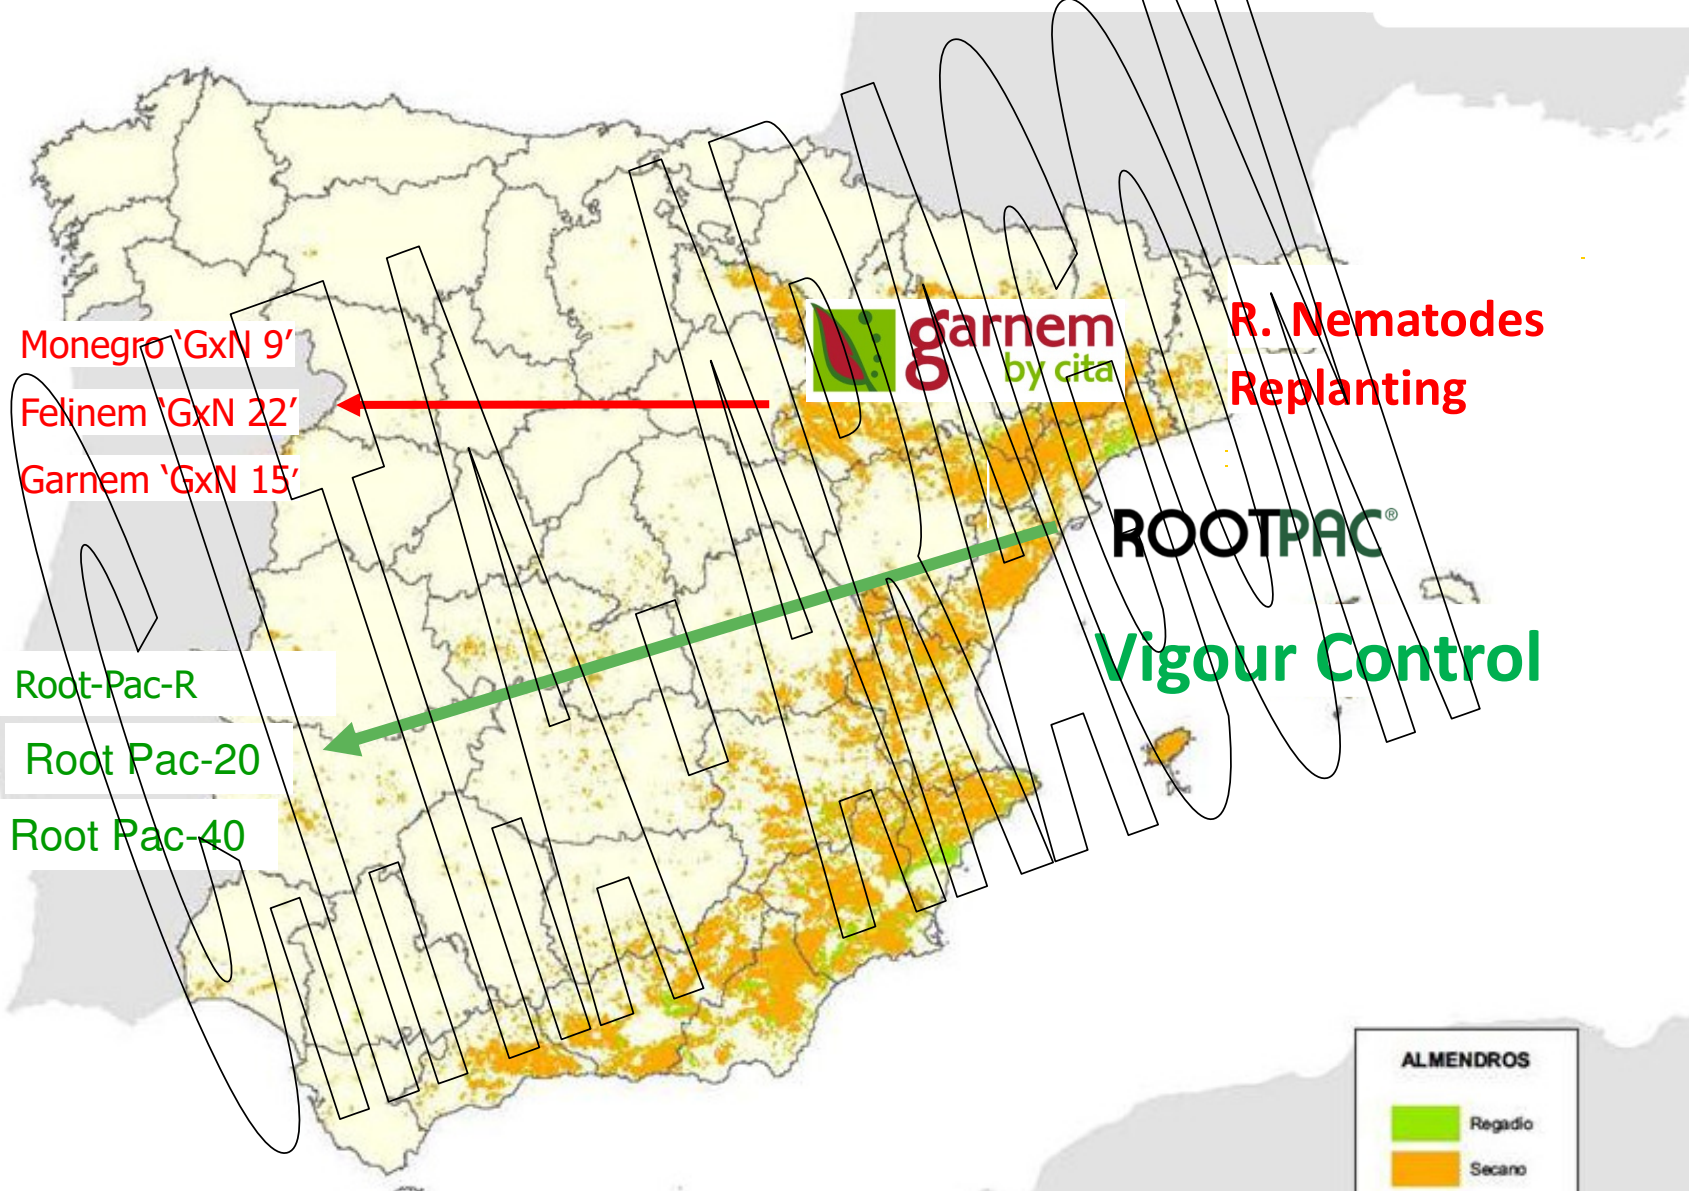 Monegro ‘GxN 9’
Felinem ‘GxN 22’
Garnem ‘GxN 15’
garnem
by cita
R. Nematodes
Replanting
ROOTPAC®
Vigour Control
Root-Pac-R
Root Pac-20
Root Pac-40
ALMENDROS
Regadio
Secano